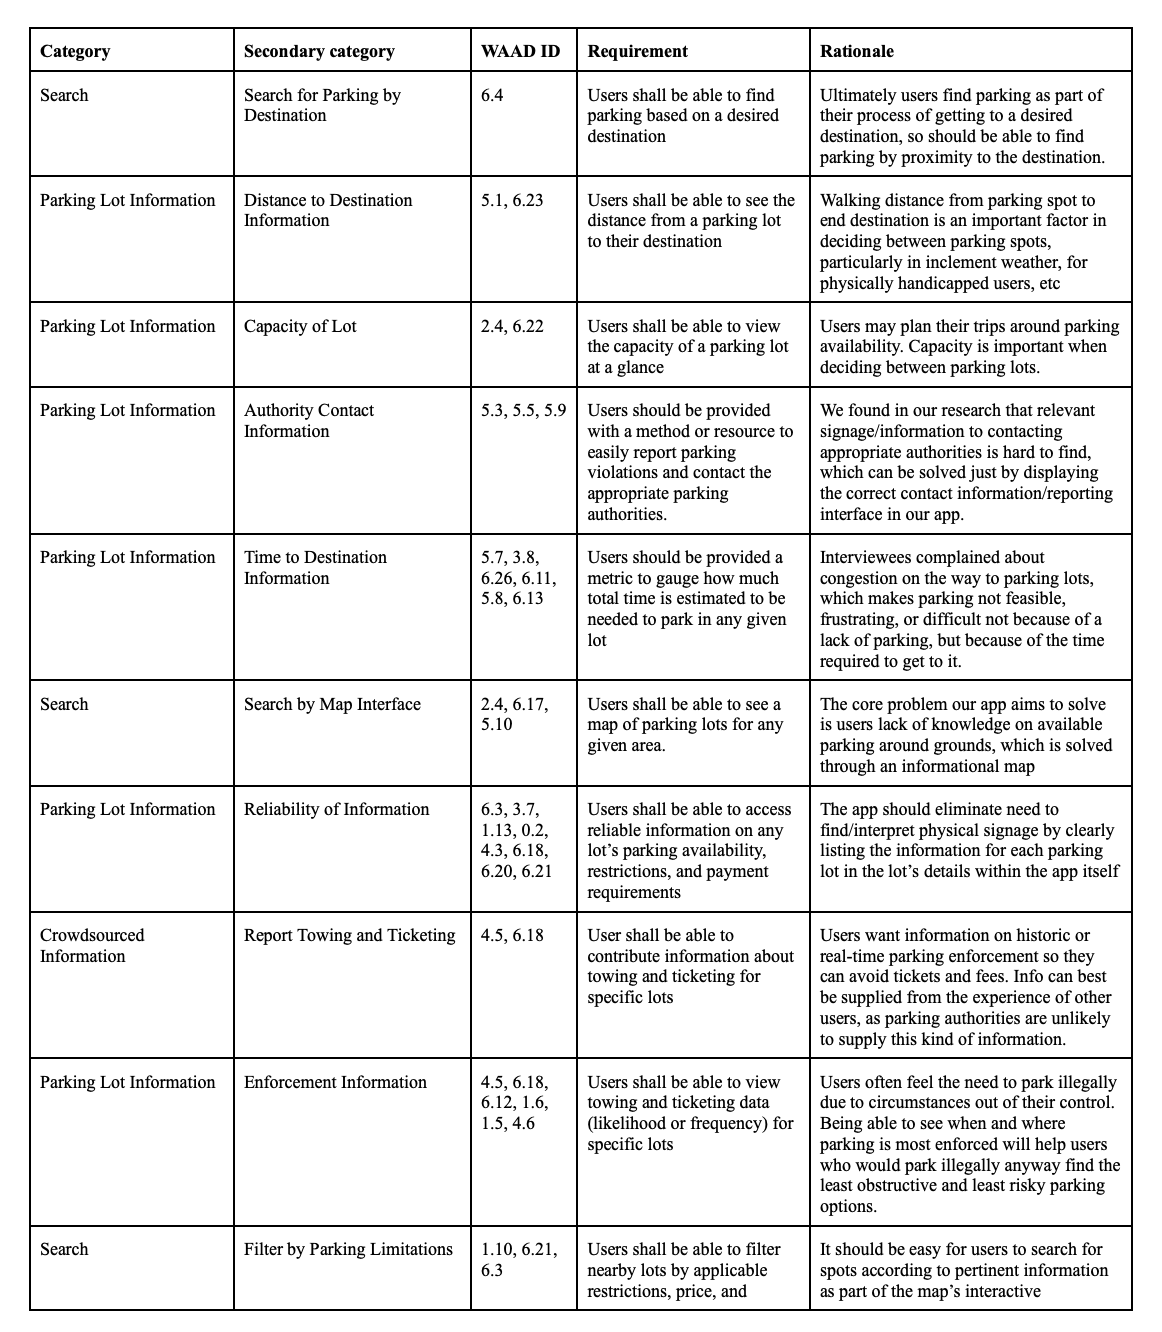 Category Secondary category WAAD ID Requirement Rationale
Search
Search for Parking by
Destination
6.4
Users shall be able to find
parking based on a desired
destination
Ultimately users find parking as part of
their process of getting to a desired
destination, so should be able to find
parking by proximity to the destination.
Parking Lot Information
Distance to Destination
Information
5.1, 6.23
Users shall be able to see the
distance from a parking lot
to their destination
Walking distance from parking spot to
end destination is an important factor in
deciding between parking spots,
particularly in inclement weather, for
physically handicapped users, etc
Parking Lot Information
Capacity of Lot
2.4, 6.22
Users shall be able to view
the capacity of a parking lot
at a glance
Users may plan their trips around parking
availability. Capacity is important when
deciding between parking lots.
Parking Lot Information
Authority Contact
Information
5.3, 5.5, 5.9
Users should be provided
with a method or resource to
easily report parking
violations and contact the
appropriate parking
authorities.
We found in our research that relevant
signage/information to contacting
appropriate authorities is hard to find,
which can be solved just by displaying
the correct contact information/reporting
interface in our app.
Parking Lot Information
Time to Destination
Information
5.7, 3.8,
6.26, 6.11,
5.8, 6.13
Users should be provided a
metric to gauge how much
total time is estimated to be
needed to park in any given
lot
Interviewees complained about
congestion on the way to parking lots,
which makes parking not feasible,
frustrating, or difficult not because of a
lack of parking, but because of the time
required to get to it.
Search
Search by Map Interface
2.4, 6.17,
5.10
Users shall be able to see a
map of parking lots for any
given area.
The core problem our app aims to solve
is users lack of knowledge on available
parking around grounds, which is solved
through an informational map
Parking Lot Information
Reliability of Information
6.3, 3.7,
1.13, 0.2,
4.3, 6.18,
6.20, 6.21
Users shall be able to access
reliable information on any
lot's parking availability,
restrictions, and payment
requirements
The app should eliminate need to
find/interpret physical signage by clearly
listing the information for each parking
lot in the lot's details within the app itself
Crowdsourced
Information
Report Towing and Ticketing
4.5, 6.18
User shall be able to
contribute information about
towing and ticketing for
specific lots
Users want information on historic or
real-time parking enforcement so they
can avoid tickets and fees. Info can best
be supplied from the experience of other
users, as parking authorities are unlikely
to supply this kind of information.
Parking Lot Information
Enforcement Information
4.5, 6.18,
6.12, 1.6,
1.5, 4.6
Users shall be able to view
towing and ticketing data
(likelihood or frequency) for
specific lots
Users often feel the need to park illegally
due to circumstances out of their control.
Being able to see when and where
parking is most enforced will help users
who would park illegally anyway find the
least obstructive and least risky parking
options.
Search
Filter by Parking Limitations
1.10, 6.21,
6.3
Users shall be able to filter
nearby lots by applicable
restrictions, price, and
It should be easy for users to search for
spots according to pertinent information
as part of the map's interactive